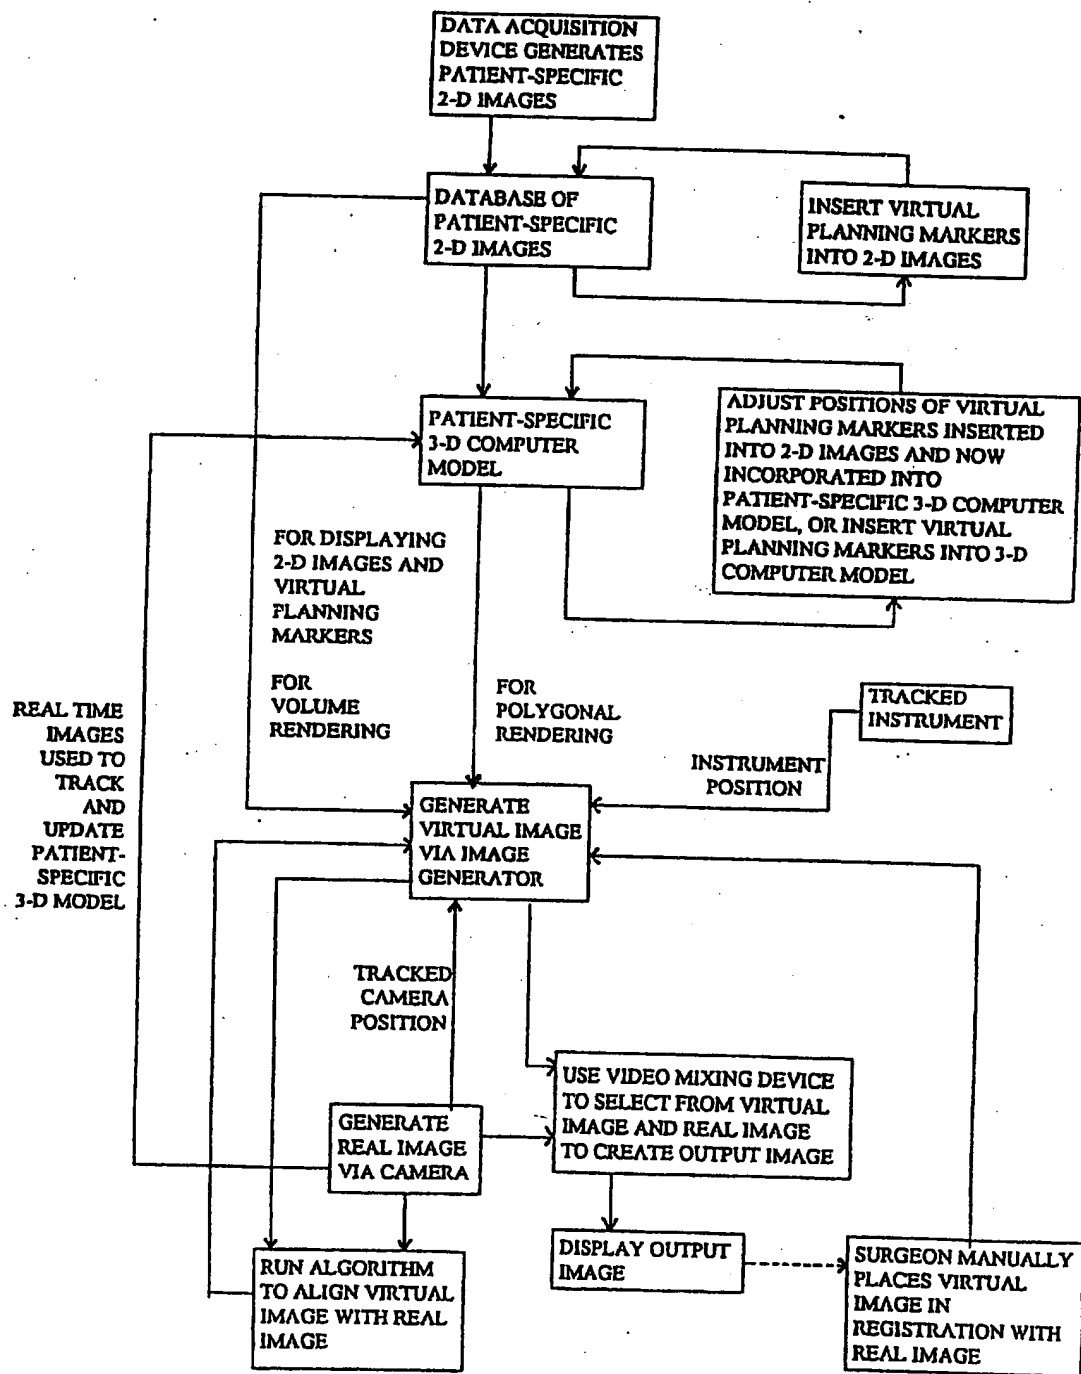 DATA ACQUISITION
DEVICE GENERATES
PATIENT-SPECIFIC
2-D IMAGES
DATABASE OF
PATIENT-SPECIFIC
2-D IMAGES
INSERT VIRTUAL
PLANNING MARKERS
INTO 2-D IMAGES
PATIENT-SPECIFIC
3-D COMPUTER
MODEL
ADJUST POSITIONS OF VIRTUAL
PLANNING MARKERS INSERTED
INTO 2-D IMAGES AND NOW
INCORPORATED INTO
PATIENT-SPECIFIC 3-D COMPUTER
MODEL, OR INSERT VIRTUAL
PLANNING MARKERS INTO 3-D
COMPUTER MODEL
FOR DISPLAYING
2-D IMAGES AND
VIRTUAL
PLANNING
MARKERS
FOR
VOLUME
RENDERING
FOR
POLYGONAL
RENDERING
TRACKED
INSTRUMENT
INSTRUMENT
POSITION
REAL TIME
IMAGES
USED TO
TRACK
AND
UPDATE
PATIENT-
SPECIFIC
3-D MODEL
GENERATE
VIRTUAL IMAGE
VIA IMAGE
GENERATOR
TRACKED
CAMERA
POSITION
GENERATE
REAL IMAGE
VIA CAMERA
USE VIDEO MIXING DEVICE
TO SELECT FROM VIRTUAL
IMAGE AND REAL IMAGE
TO CREATE OUTPUT IMAGE
RUN ALGORITHM
TO ALIGN VIRTUAL
IMAGE WITH REAL
IMAGE
DISPLAY OUTPUT
IMAGE
SURGEON MANUALLY
PLACES VIRTUAL
IMAGE IN
REGISTRATION WITH
REAL IMAGE